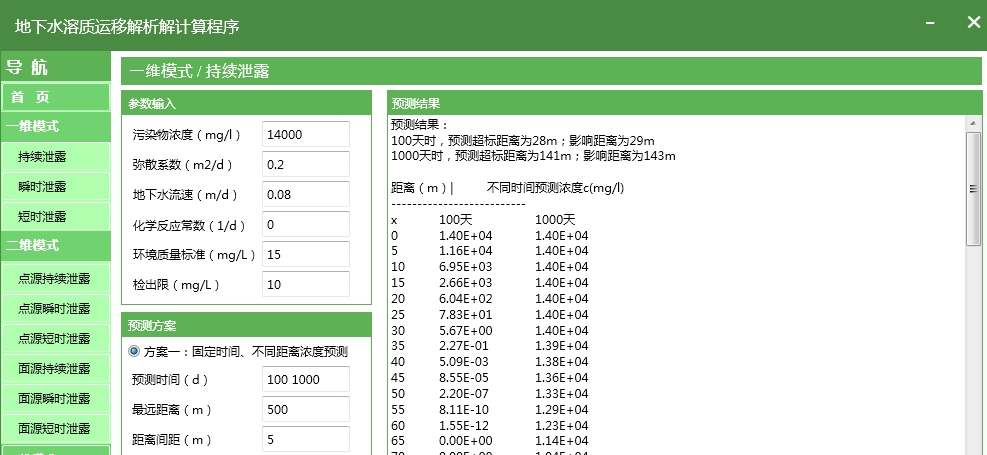 地下水溶质运移解析解计算程序
导 航
首 页
一维模式
持续泄露
瞬时泄露
短时泄露
二维模式
点源持续泄露
点源瞬时泄露
点源短时泄露
面源持续泄露
面源瞬时泄露
面源短时泄露
一维模式 / 持续泄露
参数输入
污染物浓度（mg/l） 14000
弥散系数（m2/d） 0.2
地下水流速（m/d） 0.08
化学反应常数（1/d） 0
环境质量标准（mg/L） 15
检出限（mg/L） 10
预测方案
方案一：固定时间、不同距离浓度预测
预测时间（d） 100 1000
最远距离（m） 500
距离间距（m） 5
预测结果
预测结果：
100天时，预测超标距离为28m；影响距离为29m
1000天时，预测超标距离为141m；影响距离为143m
距离（m）| 不同时间预测浓度c(mg/l)
--------------------------
x 100天 1000天
0 1.40E+04 1.40E+04
5 1.16E+04 1.40E+04
10 6.95E+03 1.40E+04
15 2.66E+03 1.40E+04
20 6.04E+02 1.40E+04
25 7.83E+01 1.40E+04
30 5.67E+00 1.40E+04
35 2.27E-01 1.39E+04
40 5.09E-03 1.38E+04
45 8.55E-05 1.36E+04
50 2.20E-07 1.33E+04
55 8.11E-10 1.29E+04
60 1.55E-12 1.23E+04
65 0.00E+00 1.14E+04
70 0.00E+00 1.04E+04